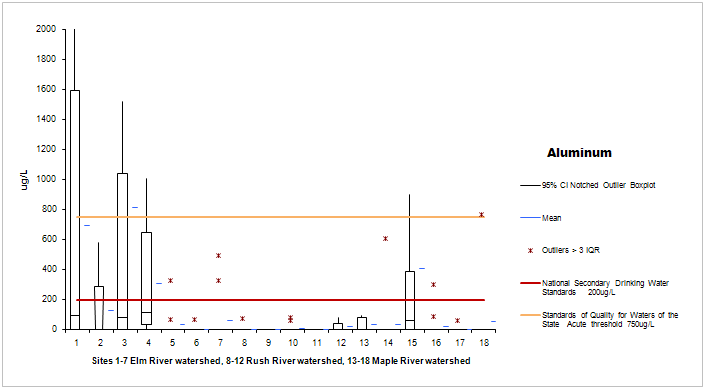 2000
1800
1600
1400
1200
1000
800
600
400
200
0
ug/L
1 2 3 4 5 6 7 8 9 10 11 12 13 14 15 16 17 18
Sites 1-7 Elm River watershed, 8-12 Rush River watershed, 13-18 Maple River watershed
Aluminum
95% CI Notched Outlier Boxplot
Mean
Outliers > 3 IQR
National Secondary Drinking Water
Standards 200ug/L
Standards of Quality for Waters of the
State Acute threshold 750ug/L